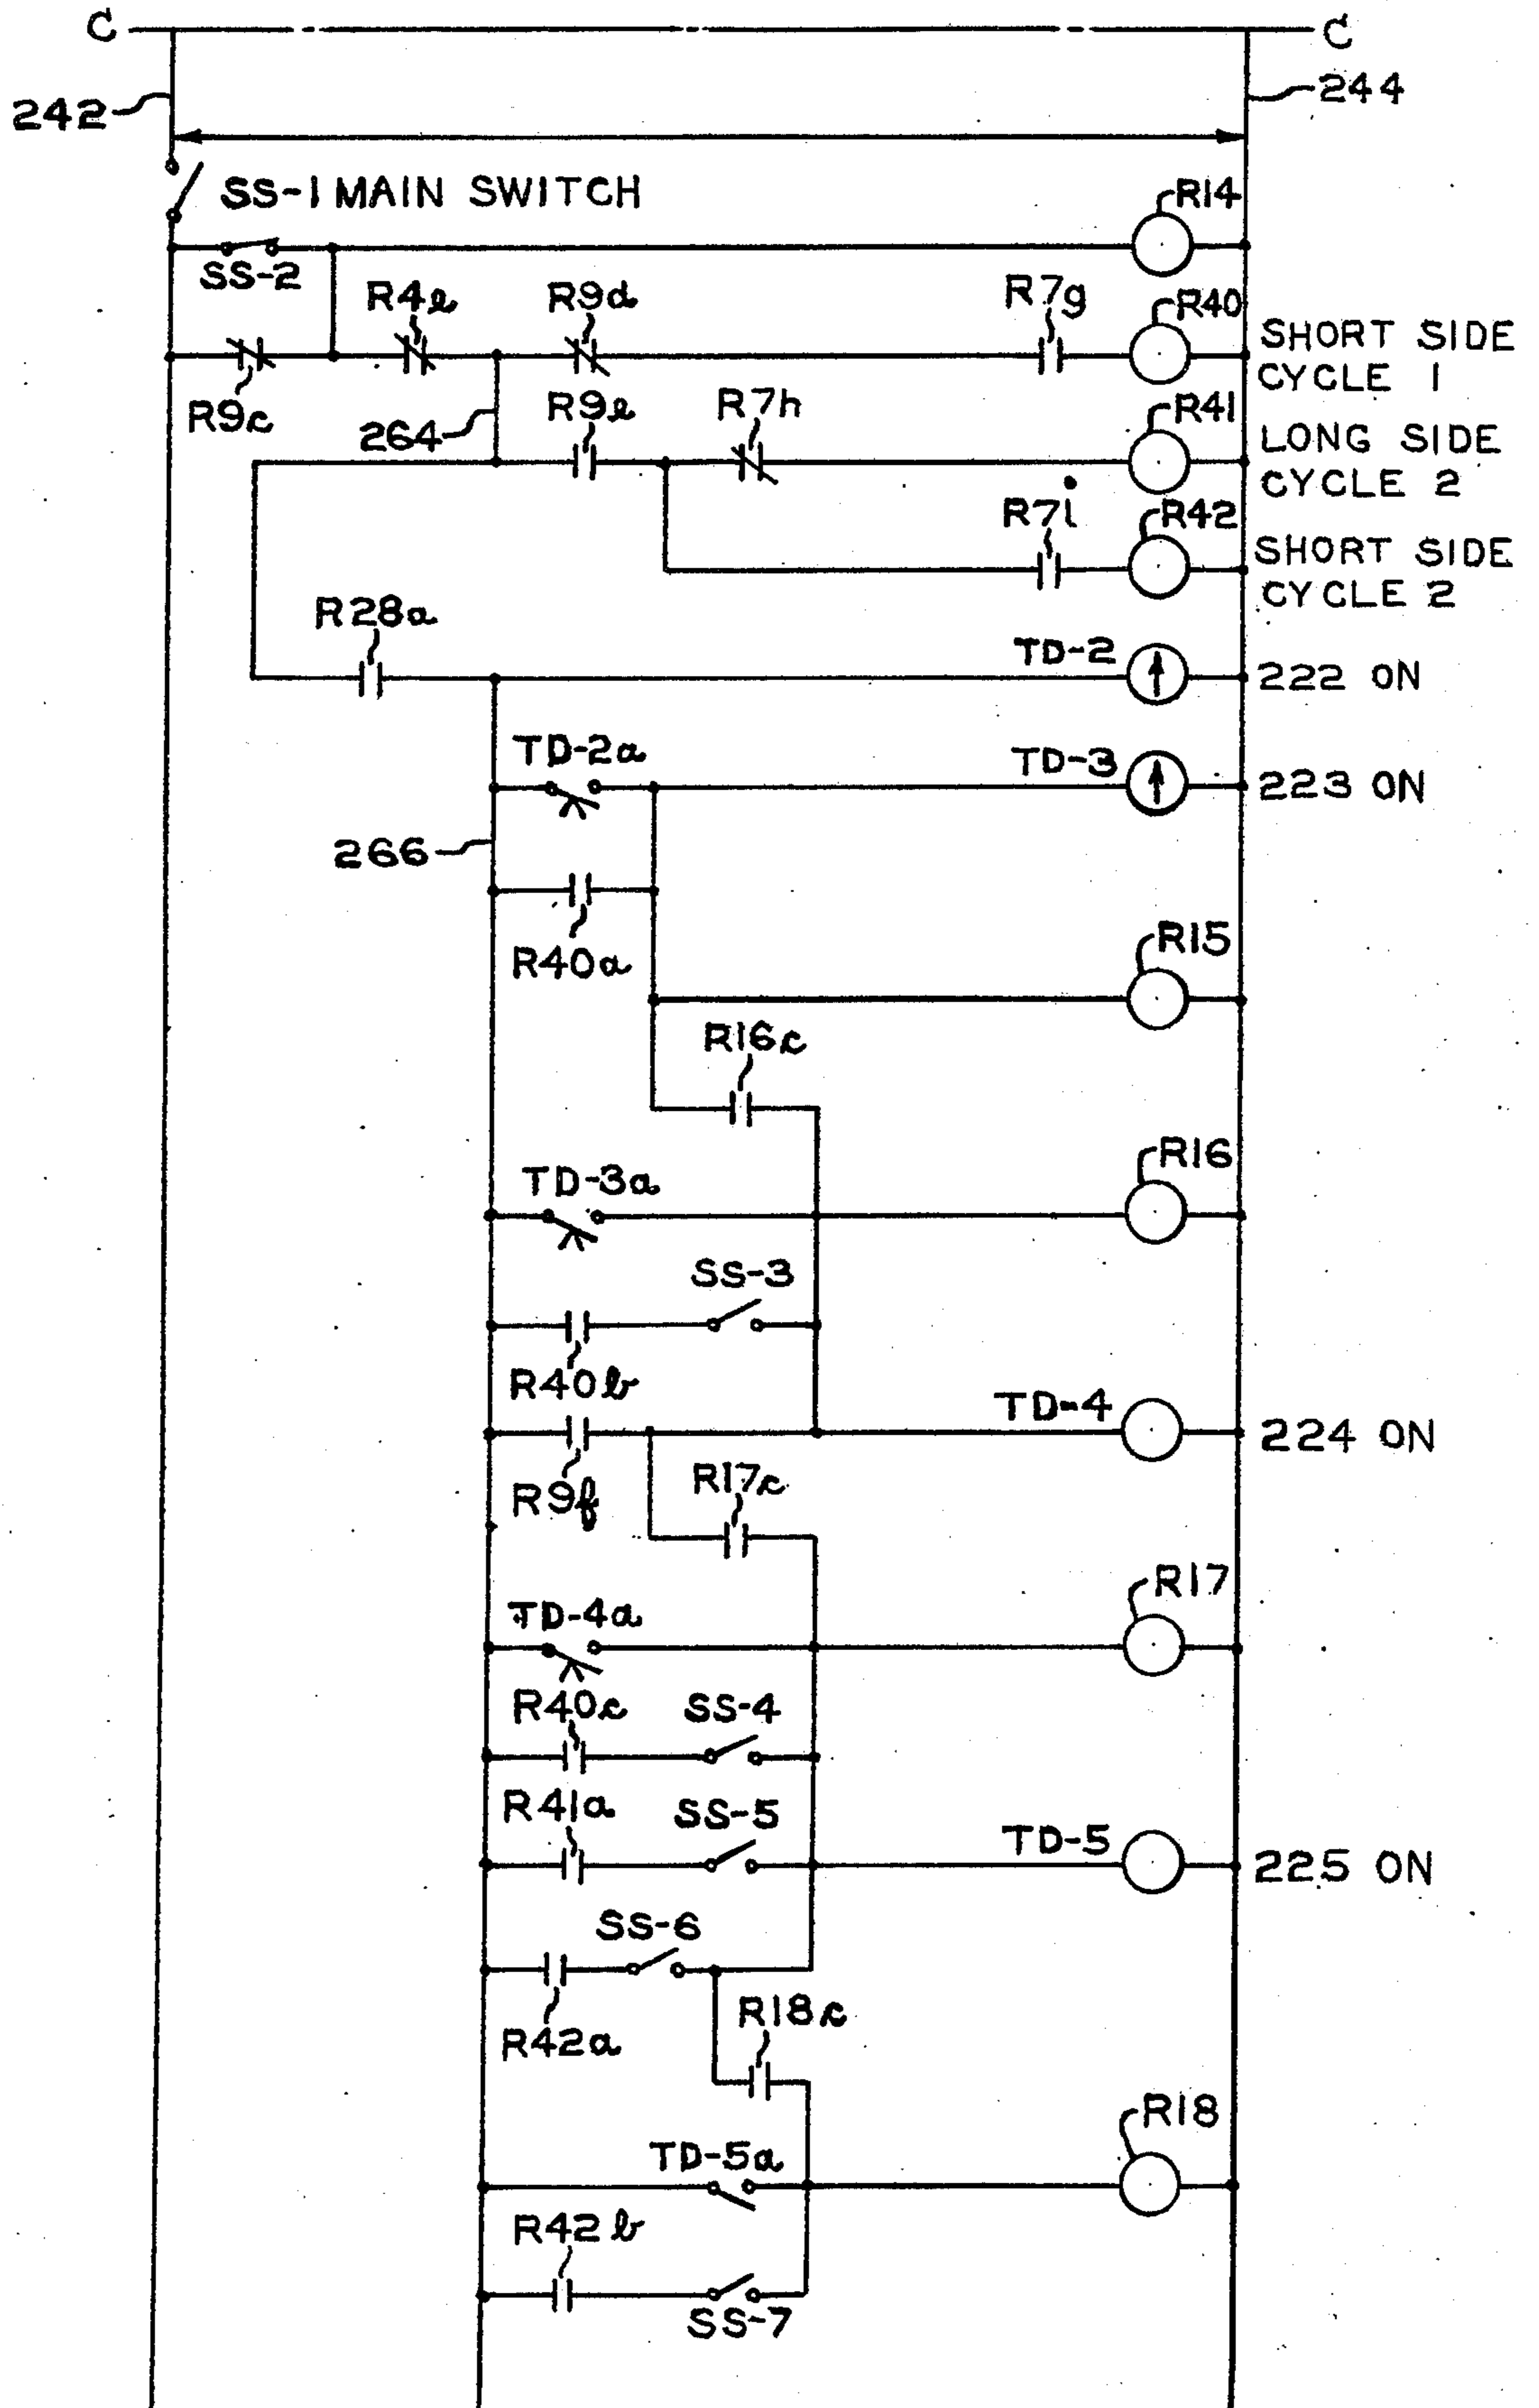 C C
242 244
SS-1 MAIN SWITCH
R14
SS-2
R4e R9d R7g R40
SHORT SIDE
CYCLE 1
R9c
264 R9e R7h R41
LONG SIDE
CYCLE 2
R7i R42
SHORT SIDE
CYCLE 2
R28a
TD-2 222 ON
TD-2a TD-3 223 ON
266
R40a
R15
R16c
R16
TD-3a
SS-3
R40b
TD-4 224 ON
R9f
R17c
R17
TD-4a
R40c SS-4
R41a SS-5
TD-5 225 ON
SS-6
R42a
R18c
R18
TD-5a
R42b
SS-7